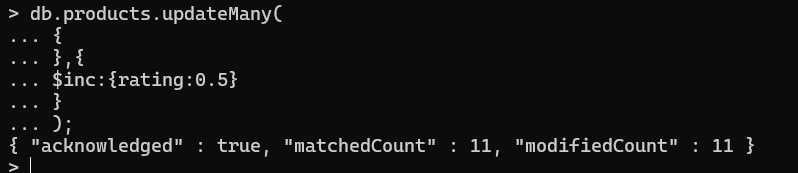 > db.products.updateMany(
... {
... },{
... $inc:{rating:0.5}
... }
... );
{ "acknowledged" : true, "matchedCount" : 11, "modifiedCount" : 11 }
>